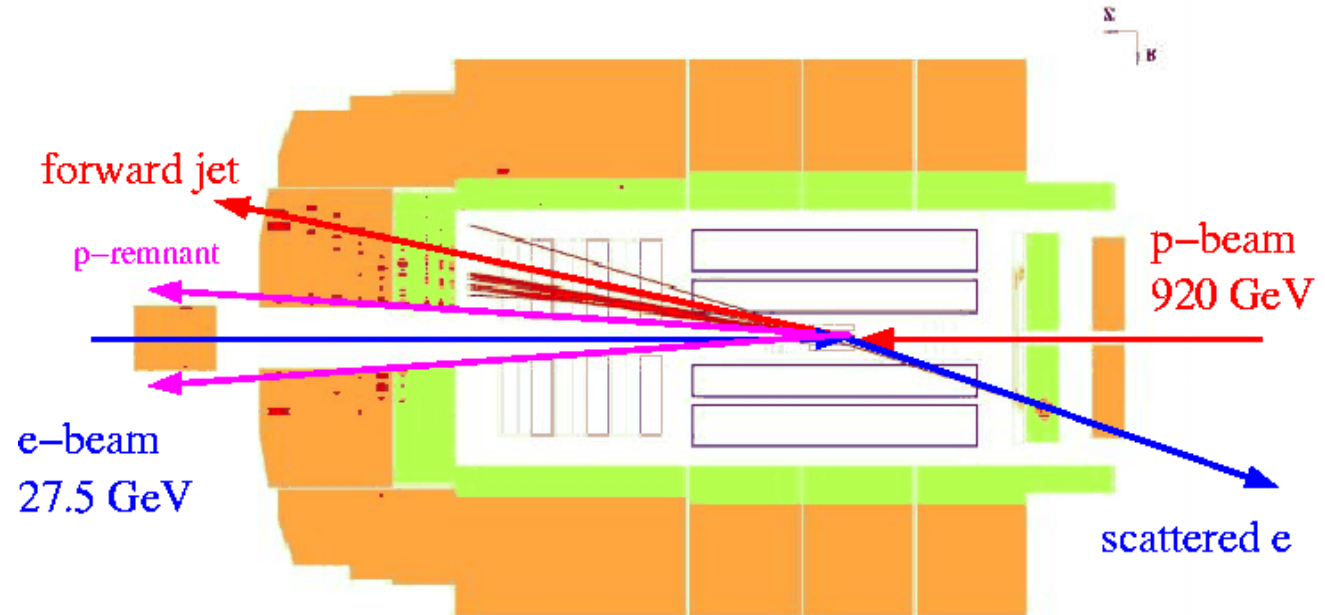 forward jet
p-remnant
p-beam
920 GeV
e-beam
27.5 GeV
scattered e